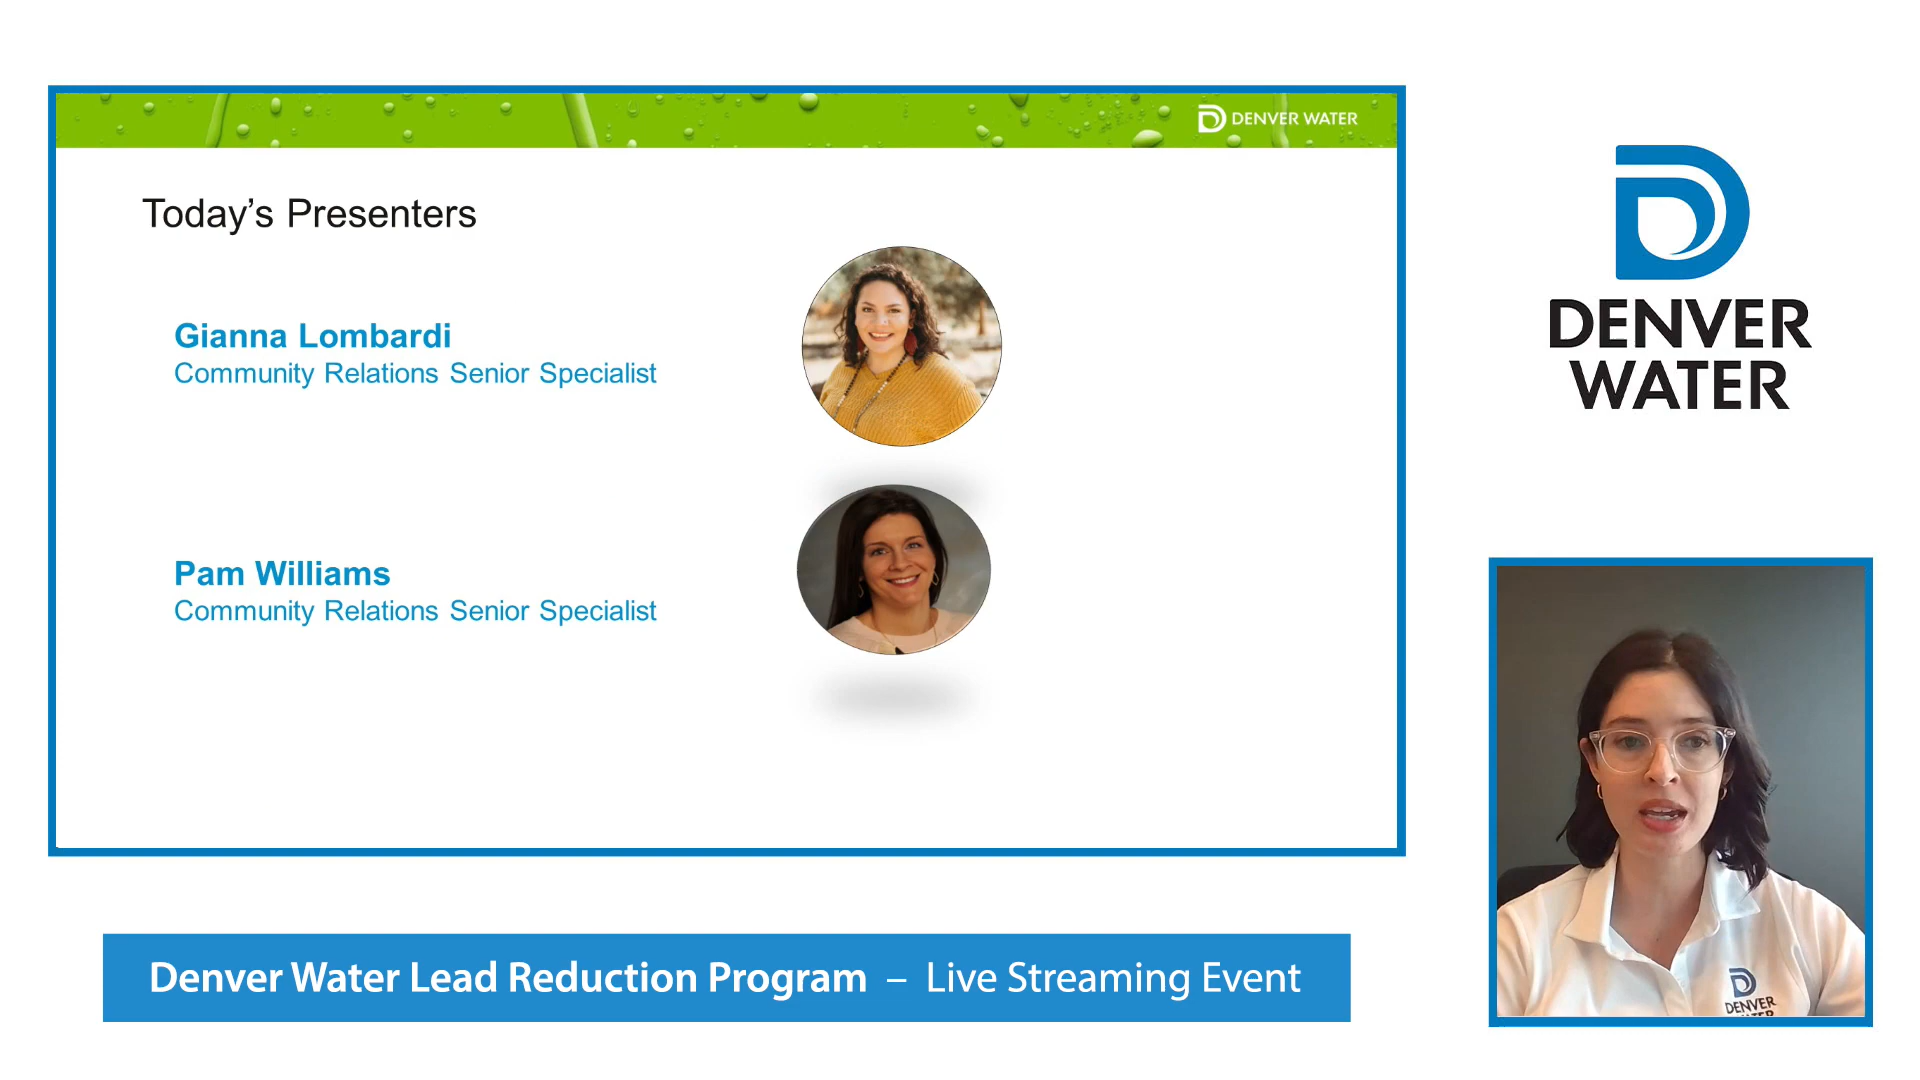 DENVER WATER
Today's Presenters
Gianna Lombardi
Community Relations Senior Specialist
Pam Williams
Community Relations Senior Specialist
DENVER
WATER
Denver Water Lead Reduction Program – Live Streaming Event
DENVER